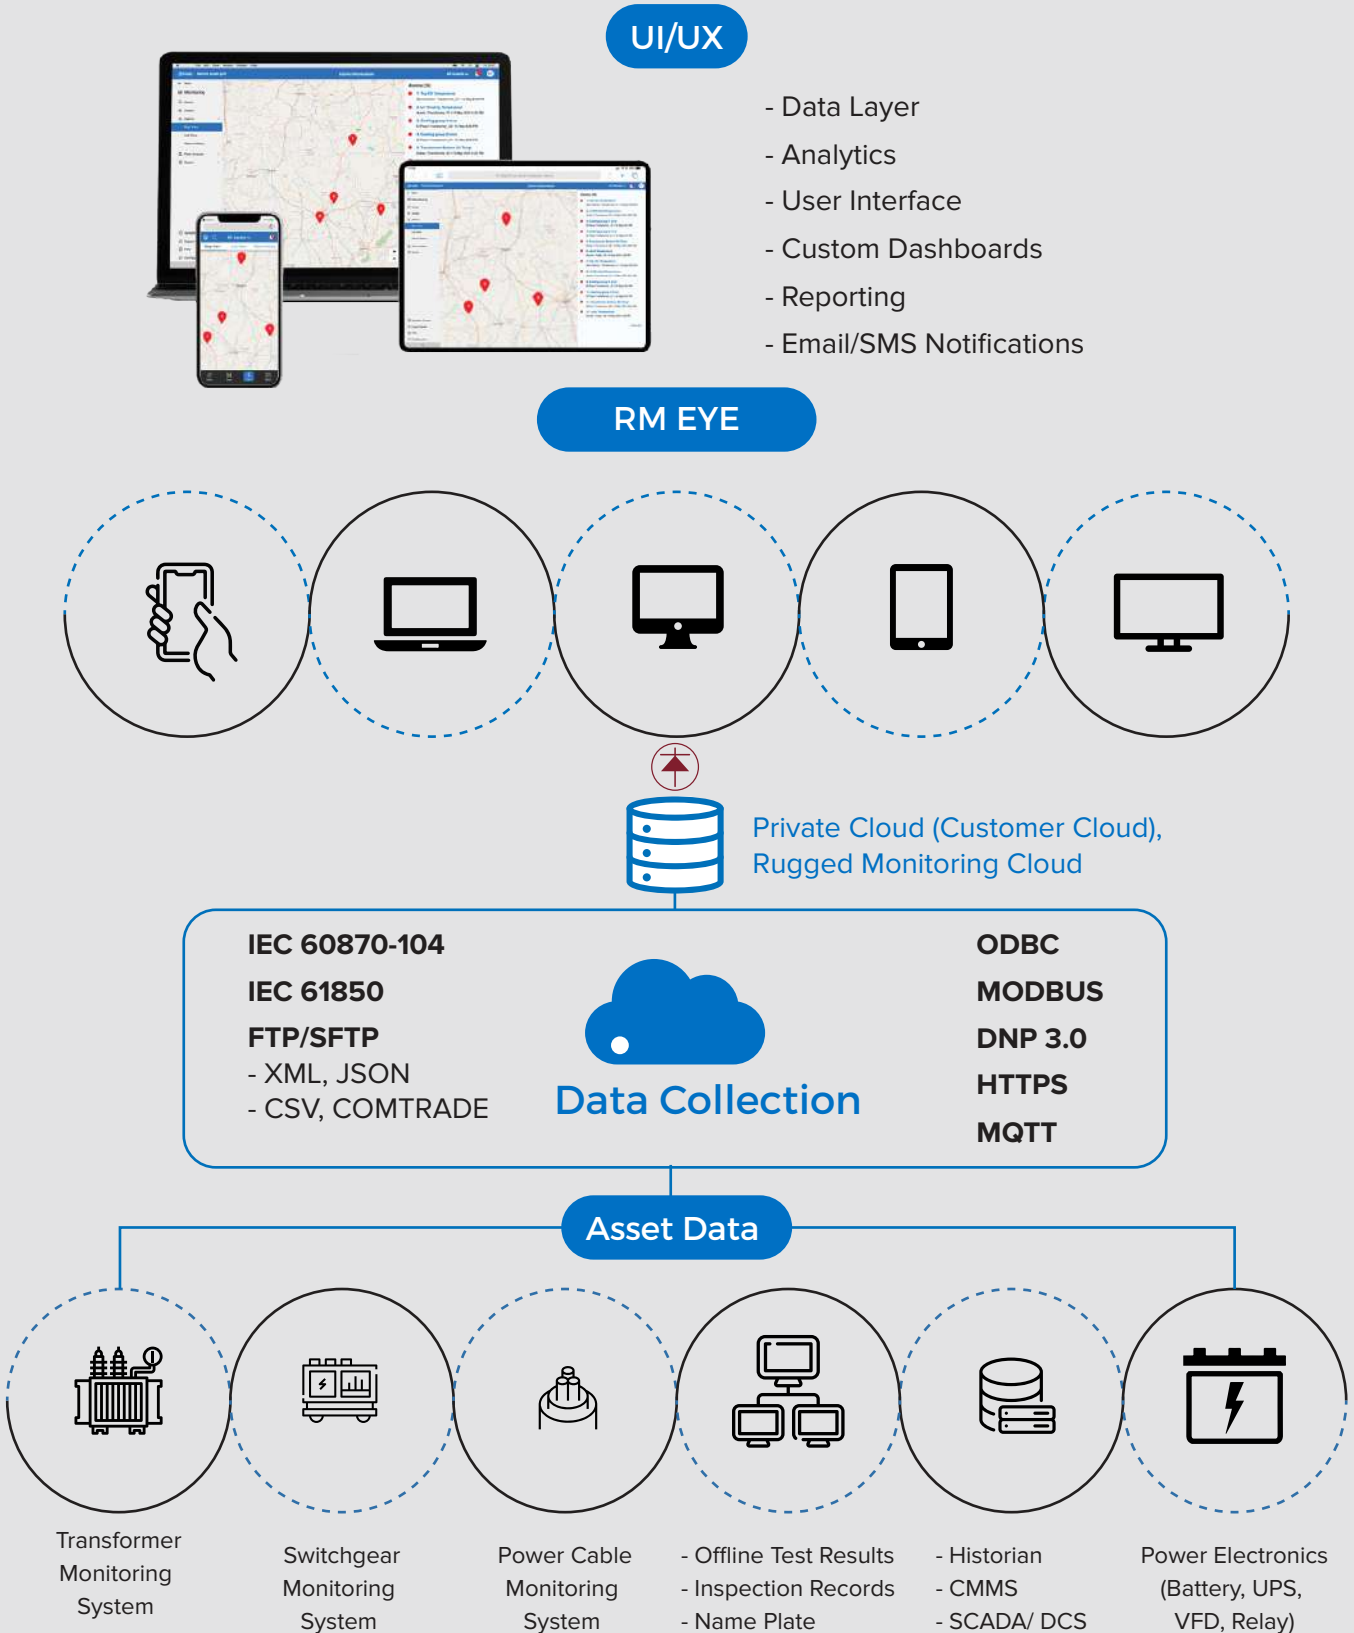 UI/UX
- Data Layer
- Analytics
- User Interface
- Custom Dashboards
- Reporting
- Email/SMS Notifications
RM EYE
Private Cloud (Customer Cloud),
Rugged Monitoring Cloud
IEC 60870-104
IEC 61850
FTP/SFTP
- XML, JSON
- CSV, COMTRADE
Data Collection
ODBC
MODBUS
DNP 3.0
HTTPS
MQTT
Asset Data
Transformer
Monitoring
System
Switchgear
Monitoring
System
Power Cable
Monitoring
System
- Offline Test Results
- Inspection Records
- Name Plate
- Historian
- CMMS
- SCADA/ DCS
Power Electronics
(Battery, UPS,
VFD, Relay)